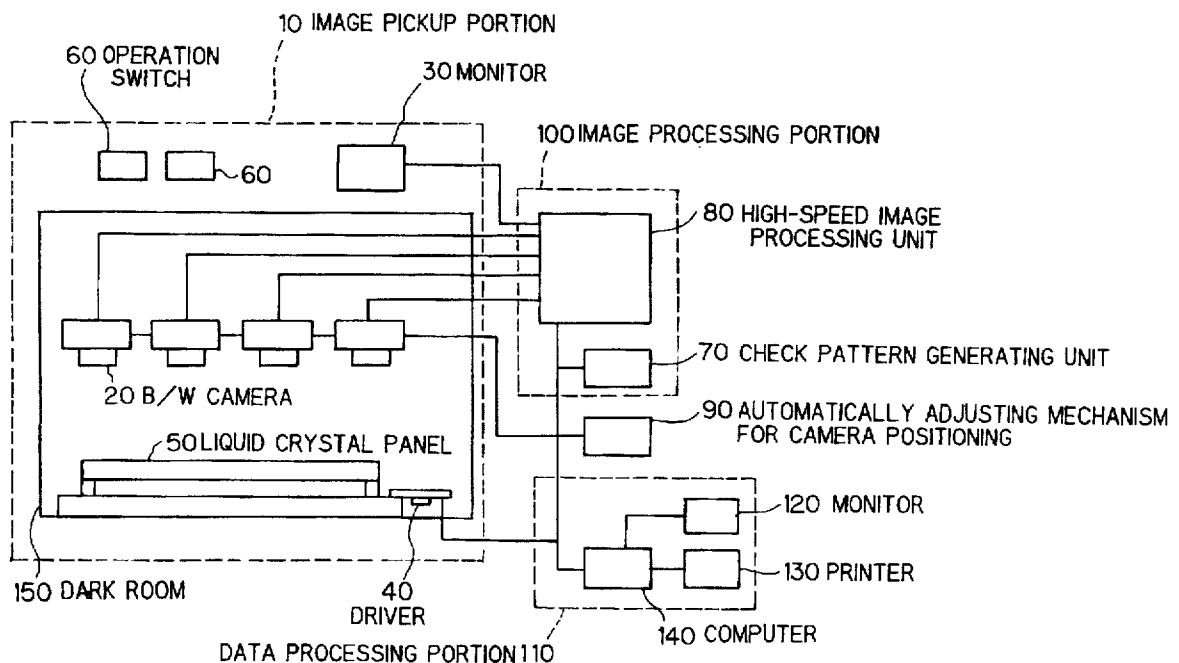 10 IMAGE PICKUP PORTION
60 OPERATION
SWITCH
30 MONITOR
60
100 IMAGE PROCESSING PORTION
80 HIGH-SPEED IMAGE
PROCESSING UNIT
70 CHECK PATTERN GENERATING UNIT
20 B/W CAMERA
90 AUTOMATICALLY ADJUSTING MECHANISM
FOR CAMERA POSITIONING
50 LIQUID CRYSTAL PANEL
120 MONITOR
130 PRINTER
150 DARK ROOM
40
DRIVER
140 COMPUTER
DATA PROCESSING PORTION 110